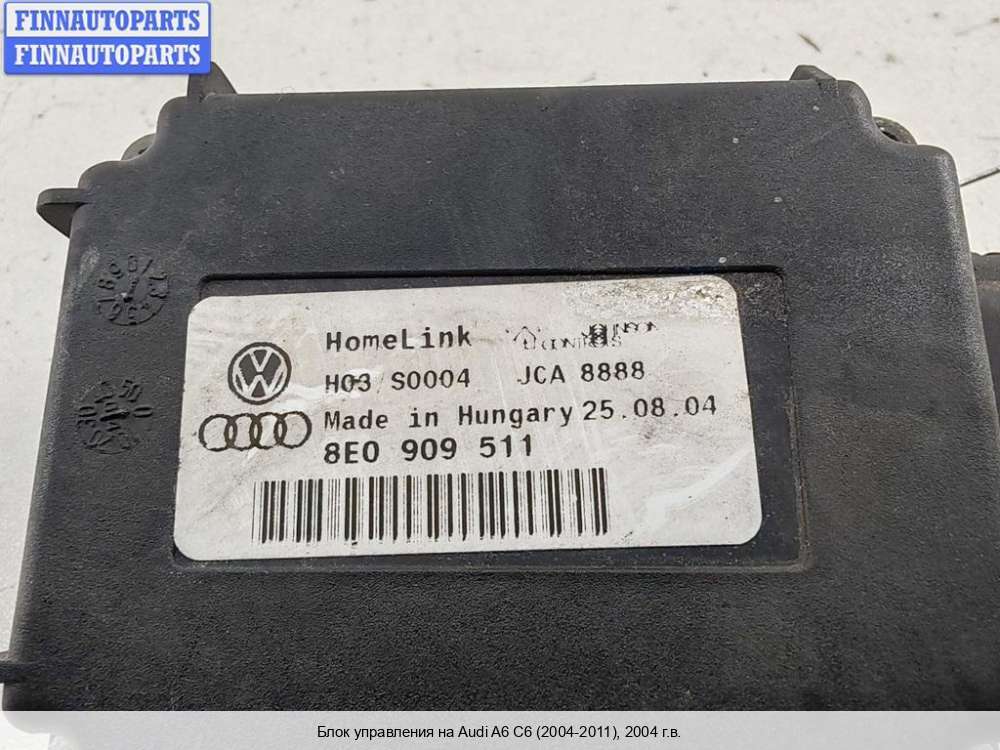 FINNAUTOPARTS
FINNAUTOPARTS
HomeLink
H03 S0004 JCA 8888
Made in Hungary 25.08.04
8E0 909 511
Блок управления на Audi A6 C6 (2004-2011), 2004 г.в.